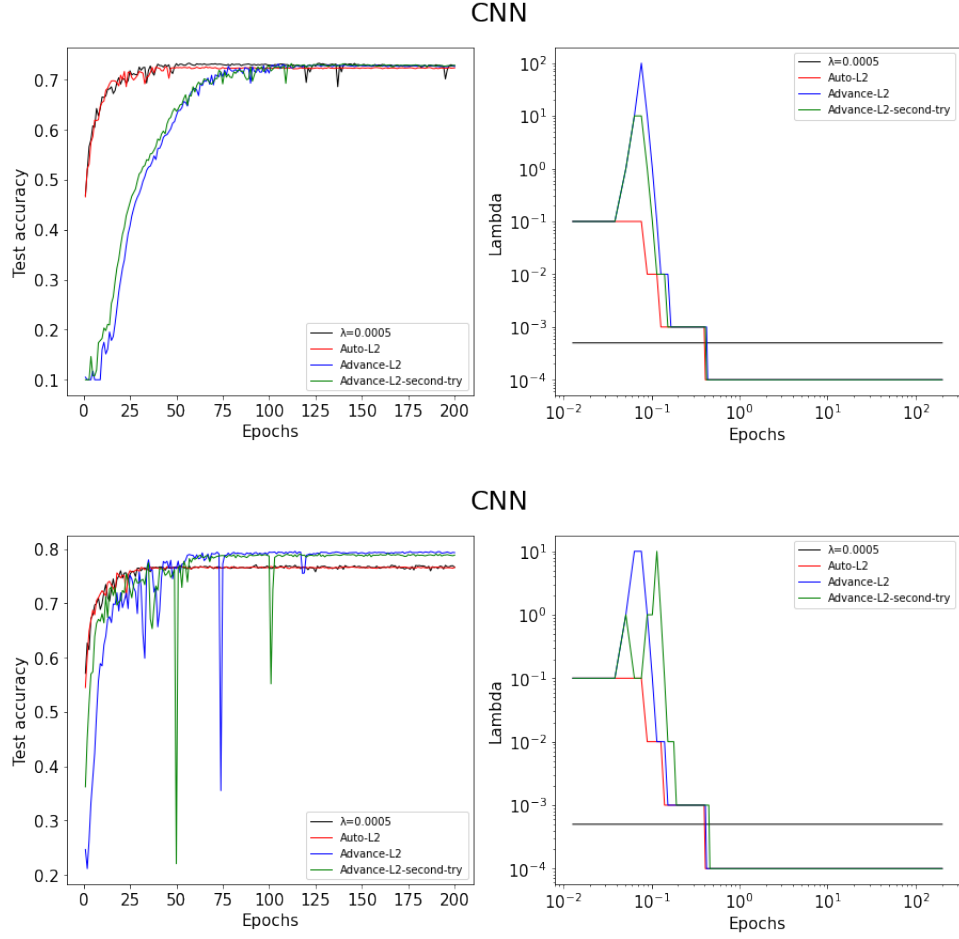 CNN
Test accuracy
0.7
0.6
0.5
0.4
0.3
0.2
0.1
0 25 50 75 100 125 150 175 200
Epochs
λ=0.0005
Auto-L2
Advance-L2
Advance-L2-second-try
Lambda
10²
10¹
10⁰
10⁻¹
10⁻²
10⁻³
10⁻⁴
10⁻² 10⁻¹ 10⁰ 10¹ 10²
Epochs
λ=0.0005
Auto-L2
Advance-L2
Advance-L2-second-try
CNN
Test accuracy
0.8
0.7
0.6
0.5
0.4
0.3
0.2
0 25 50 75 100 125 150 175 200
Epochs
λ=0.0005
Auto-L2
Advance-L2
Advance-L2-second-try
Lambda
10¹
10⁰
10⁻¹
10⁻²
10⁻³
10⁻⁴
10⁻² 10⁻¹ 10⁰ 10¹ 10²
Epochs
λ=0.0005
Auto-L2
Advance-L2
Advance-L2-second-try